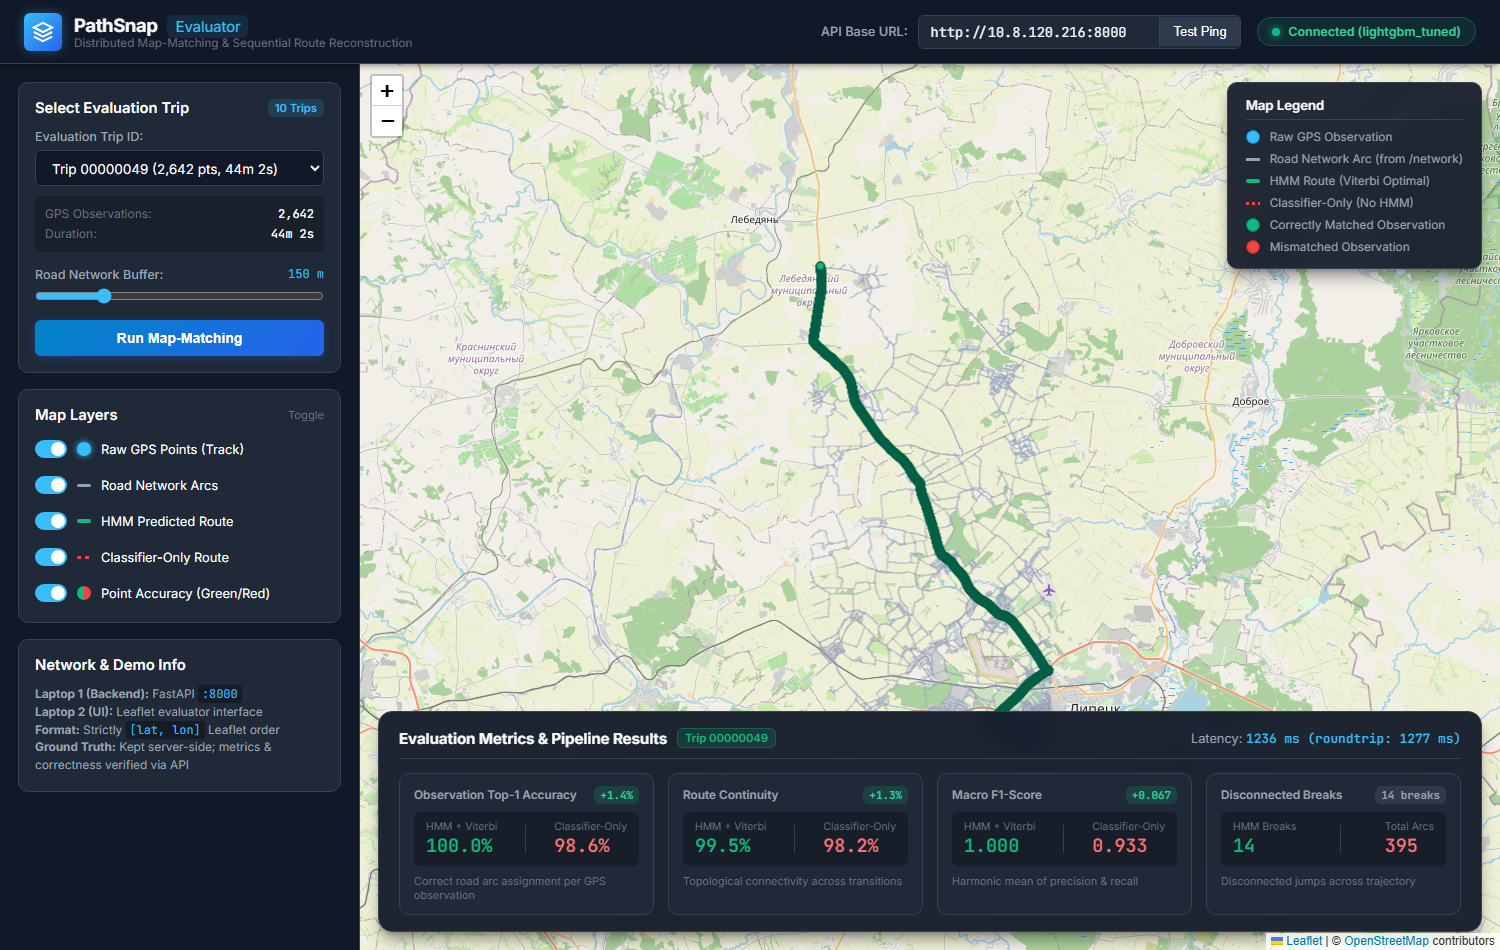 PathSnap Evaluator
Distributed Map-Matching & Sequential Route Reconstruction
API Base URL: http://10.8.120.216:8000 Test Ping
Connected (lightgbm_tuned)
Select Evaluation Trip 10 Trips
Evaluation Trip ID:
Trip 00000049 (2,642 pts, 44m 2s)
GPS Observations: 2,642
Duration: 44m 2s
Road Network Buffer: 150 m
Run Map-Matching
Map Layers Toggle
Raw GPS Points (Track)
Road Network Arcs
HMM Predicted Route
Classifier-Only Route
Point Accuracy (Green/Red)
Network & Demo Info
Laptop 1 (Backend): FastAPI :8000
Laptop 2 (UI): Leaflet evaluator interface
Format: Strictly [lat, lon] Leaflet order
Ground Truth: Kept server-side; metrics &
correctness verified via API
+
−
Лебедянь
муниципальный
Краснинский
муниципальный
округ
Добровский
муниципальный
округ
Доброе
Ярковское
участковое
лесничество
Липецк
Map Legend
Raw GPS Observation
Road Network Arc (from /network)
HMM Route (Viterbi Optimal)
Classifier-Only (No HMM)
Correctly Matched Observation
Mismatched Observation
Evaluation Metrics & Pipeline Results Trip 00000049
Latency: 1236 ms (roundtrip: 1277 ms)
Observation Top-1 Accuracy +1.4%
HMM + Viterbi Classifier-Only
100.0% 98.6%
Correct road arc assignment per GPS
observation
Route Continuity +1.3%
HMM + Viterbi Classifier-Only
99.5% 98.2%
Topological connectivity across transitions
Macro F1-Score +0.067
HMM + Viterbi Classifier-Only
1.000 0.933
Harmonic mean of precision & recall
Disconnected Breaks 14 breaks
HMM Breaks Total Arcs
14 395
Disconnected jumps across trajectory
Leaflet | © OpenStreetMap contributors